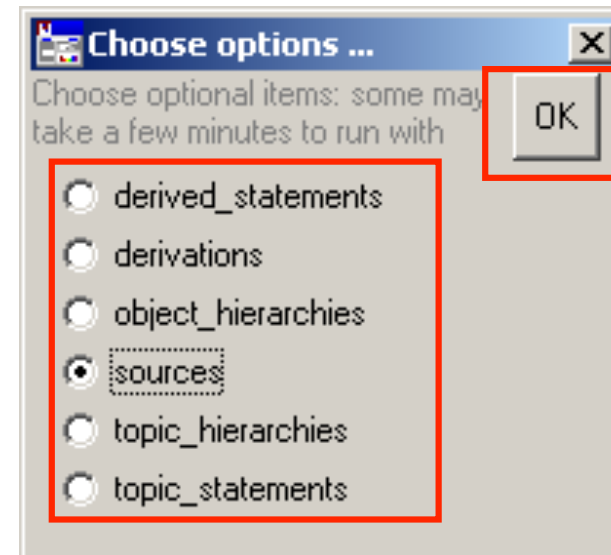 Choose options ...
Choose optional items: some may
take a few minutes to run with
OK
derived_statements
derivations
object_hierarchies
sources
topic_hierarchies
topic_statements